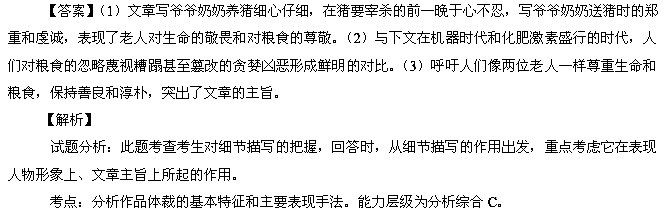 【答案】（1）文章写爷爷奶奶养猪细心仔细，在猪要宰杀的前一晚于心不忍，写爷爷奶奶送猪时的郑
重和虔诚，表现了老人对生命的敬畏和对粮食的尊敬。（2）与下文在机器时代和化肥激素盛行的时代，人
们对粮食的忽略蔑视糟蹋甚至篡改的贪婪凶恶形成鲜明的对比。（3）呼吁人们像两位老人一样尊重生命和
粮食，保持善良和淳朴，突出了文章的主旨。
【解析】
试题分析：此题考查考生对细节描写的把握，回答时，从细节描写的作用出发，重点考虑它在表现
人物形象上、文章主旨上所起的作用。
考点：分析作品体裁的基本特征和主要表现手法。能力层级为分析综合 C。